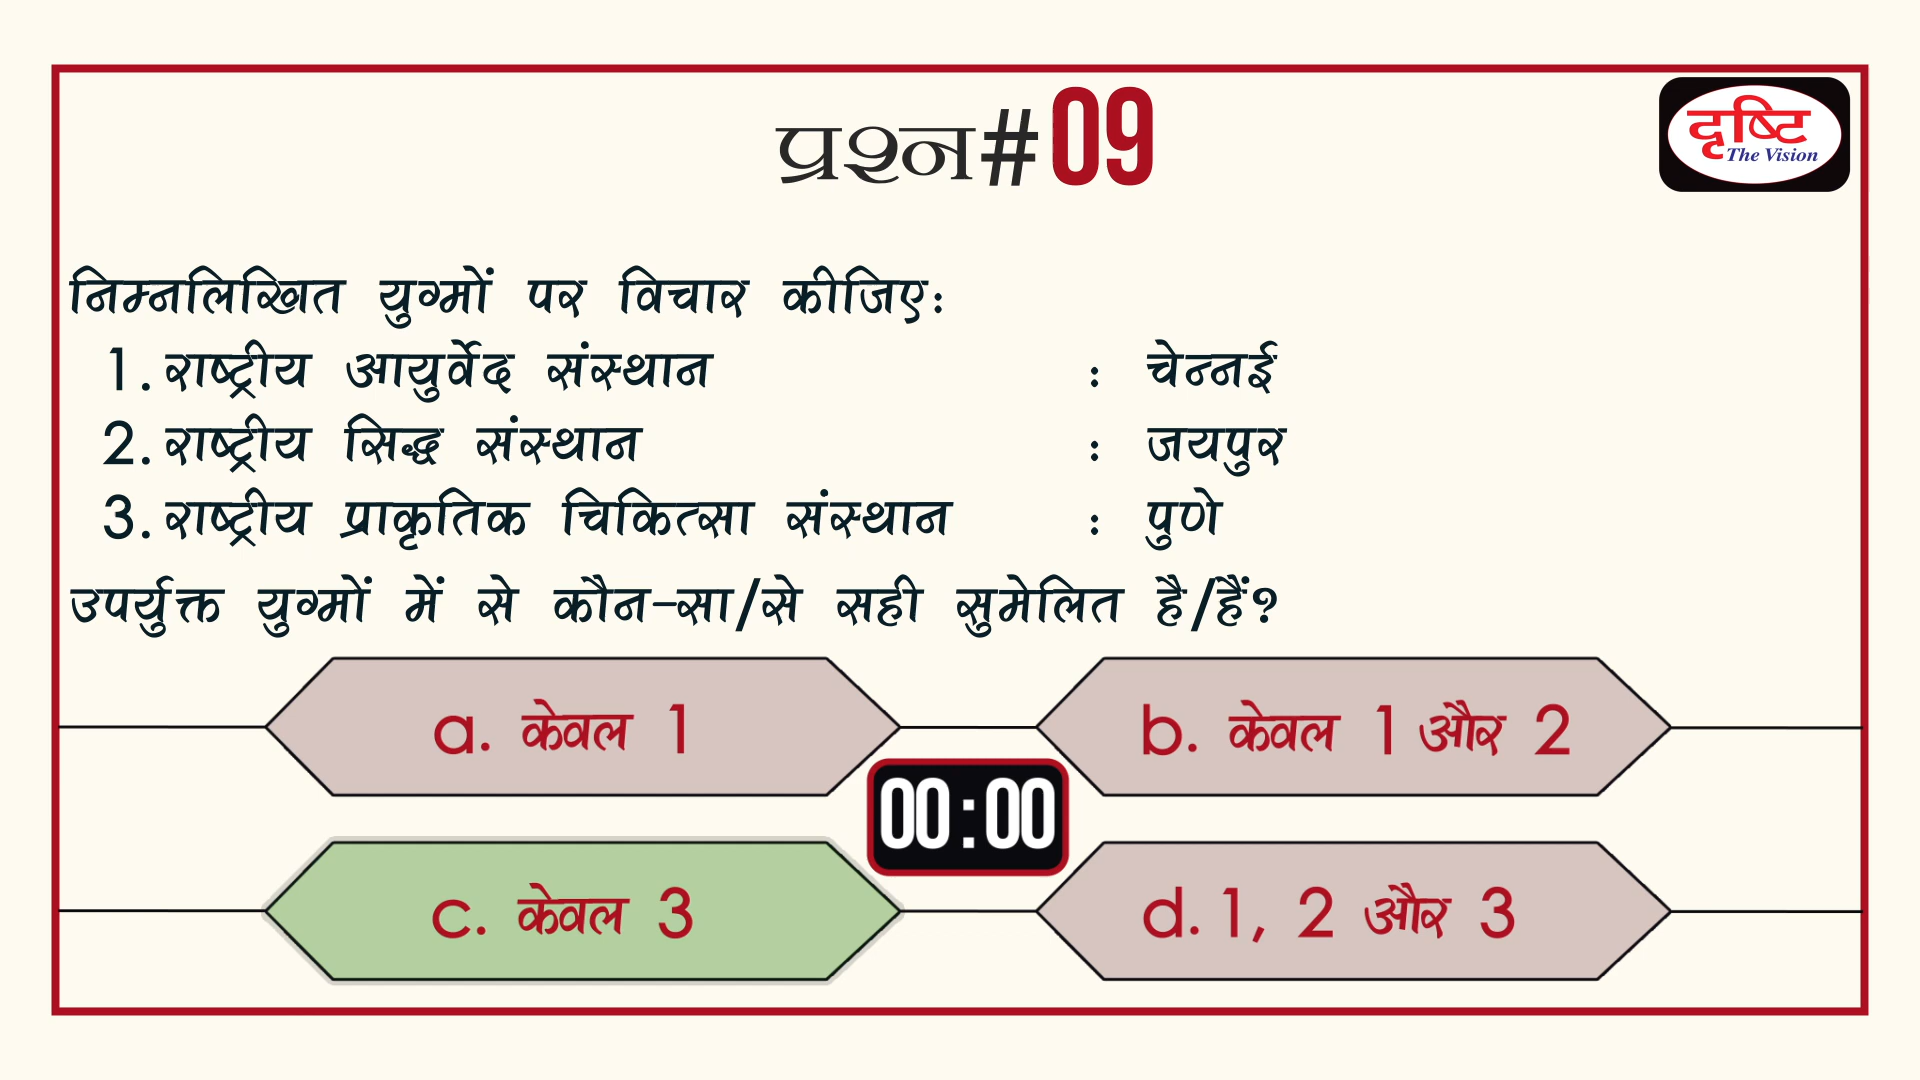 प्रश्न#09
दृष्टि
The Vision
निम्नलिखित युग्मों पर विचार कीजिए:
1. राष्ट्रीय आयुर्वेद संस्थान : चेन्नई
2. राष्ट्रीय सिद्ध संस्थान : जयपुर
3. राष्ट्रीय प्राकृतिक चिकित्सा संस्थान : पुणे
उपर्युक्त युग्मों में से कौन-सा/से सही सुमेलित है/हैं?
a. केवल 1
b. केवल 1 और 2
00:00
c. केवल 3
d. 1, 2 और 3